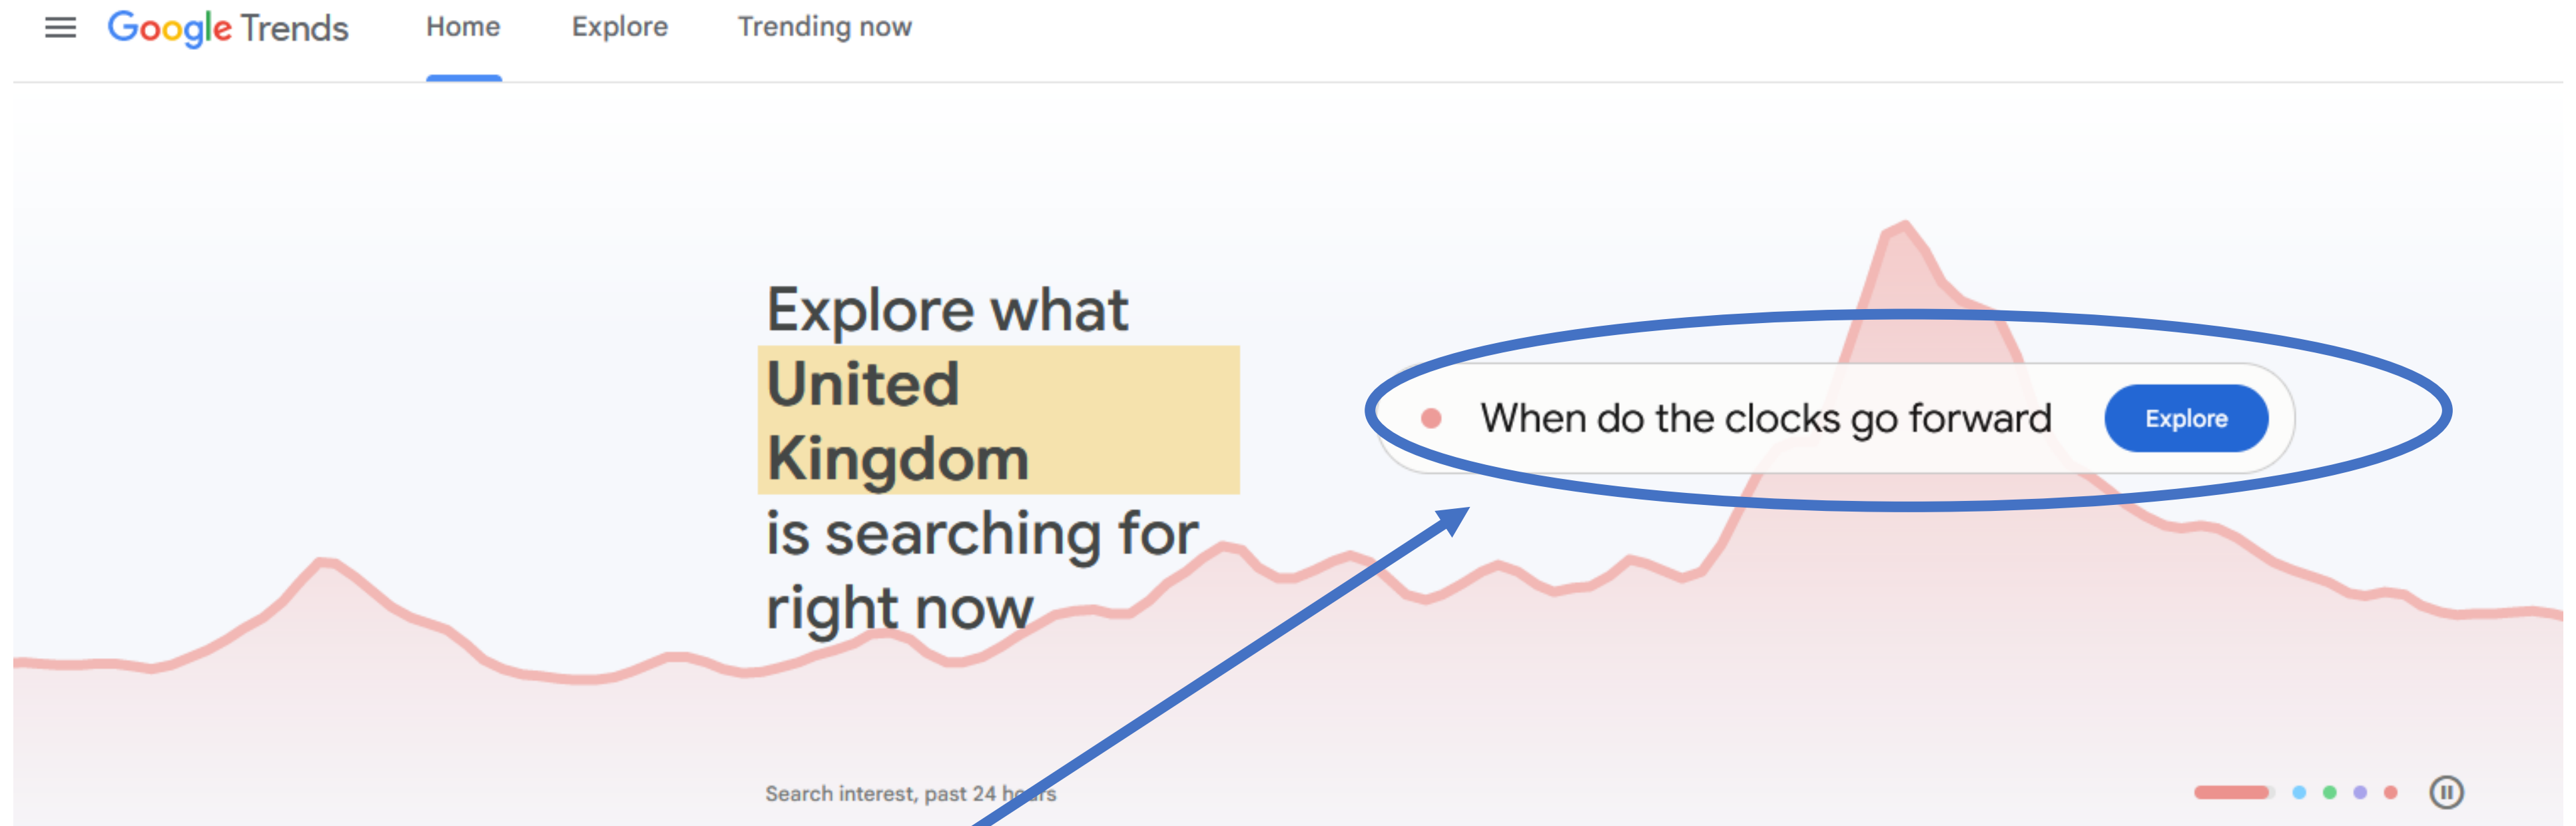 Google Trends Home Explore Trending now
Explore what
United
Kingdom
is searching for
right now
When do the clocks go forward Explore
Search interest, past 24 hours